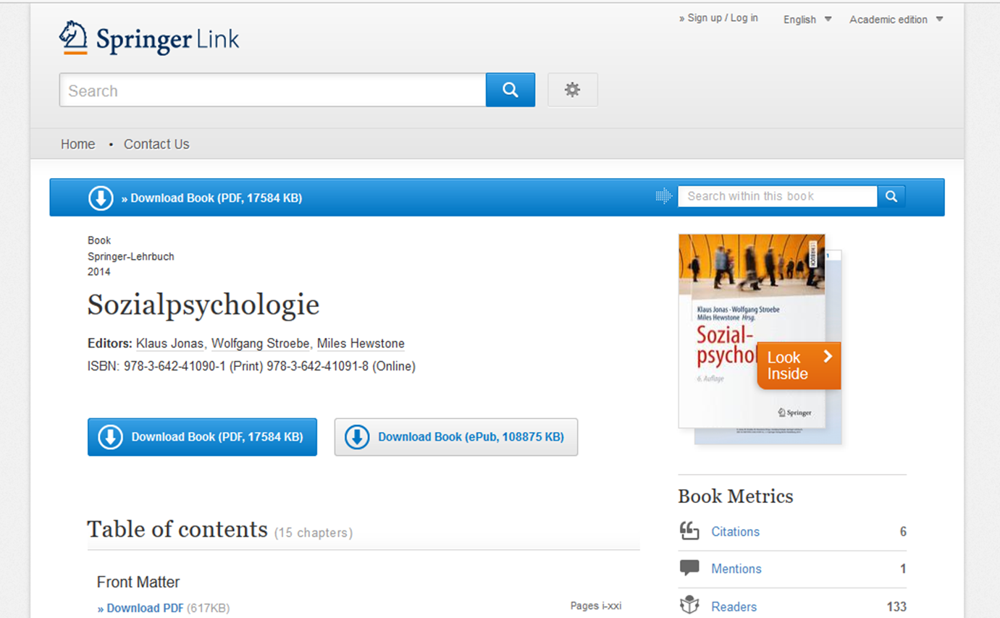 » Sign up / Log in English Academic edition
Springer Link
Search
Home • Contact Us
» Download Book (PDF, 17584 KB) Search within this book
Book
Springer-Lehrbuch
2014
Sozialpsychologie
Editors: Klaus Jonas, Wolfgang Stroebe, Miles Hewstone
ISBN: 978-3-642-41090-1 (Print) 978-3-642-41091-8 (Online)
Download Book (PDF, 17584 KB) Download Book (ePub, 108875 KB)
LEHRBUCH
1
Klaus Jonas · Wolfgang Stroebe
Miles Hewstone Hrsg.
Sozial-
psychol
6. Auflage
Look
Inside
Springer
Table of contents (15 chapters)
Front Matter
» Download PDF (617KB) Pages i-xxi
Book Metrics
Citations 6
Mentions 1
Readers 133